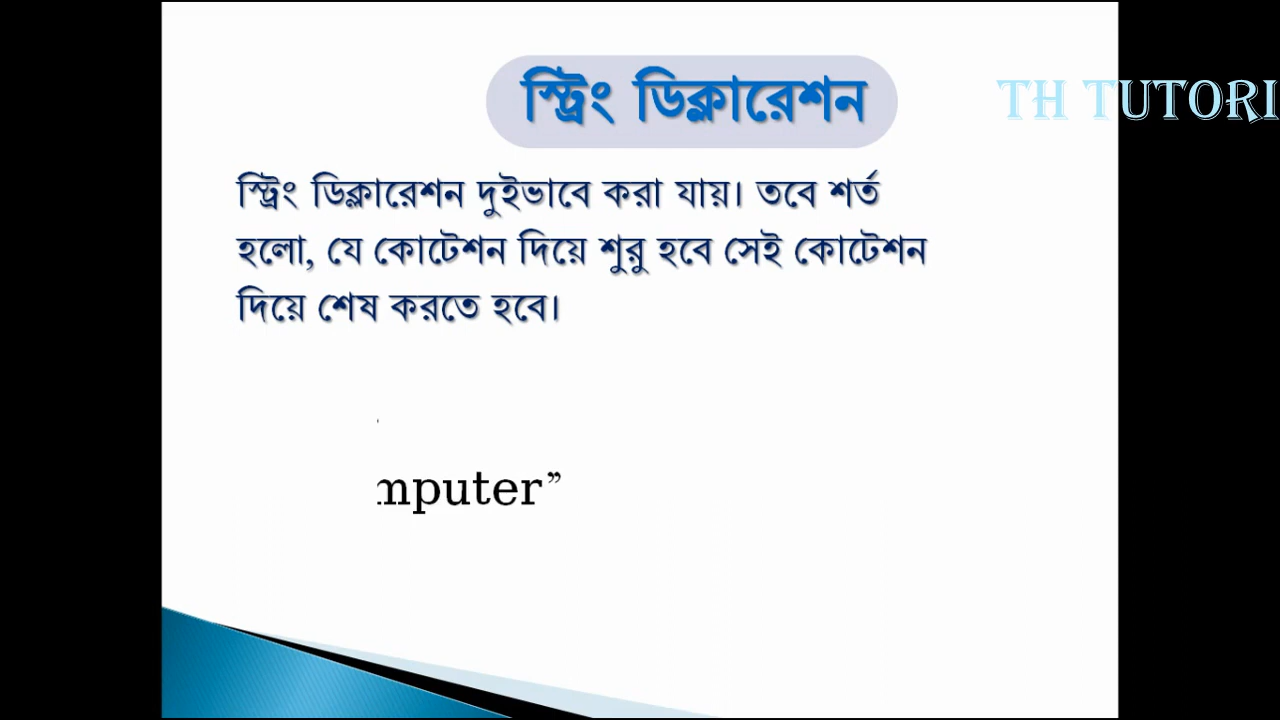 স্ট্রিং ডিক্লারেশন
TH TUTORI
স্ট্রিং ডিক্লারেশন দুইভাবে করা যায়। তবে শর্ত
হলো, যে কোটেশন দিয়ে শুরু হবে সেই কোটেশন
দিয়ে শেষ করতে হবে।
mputer”